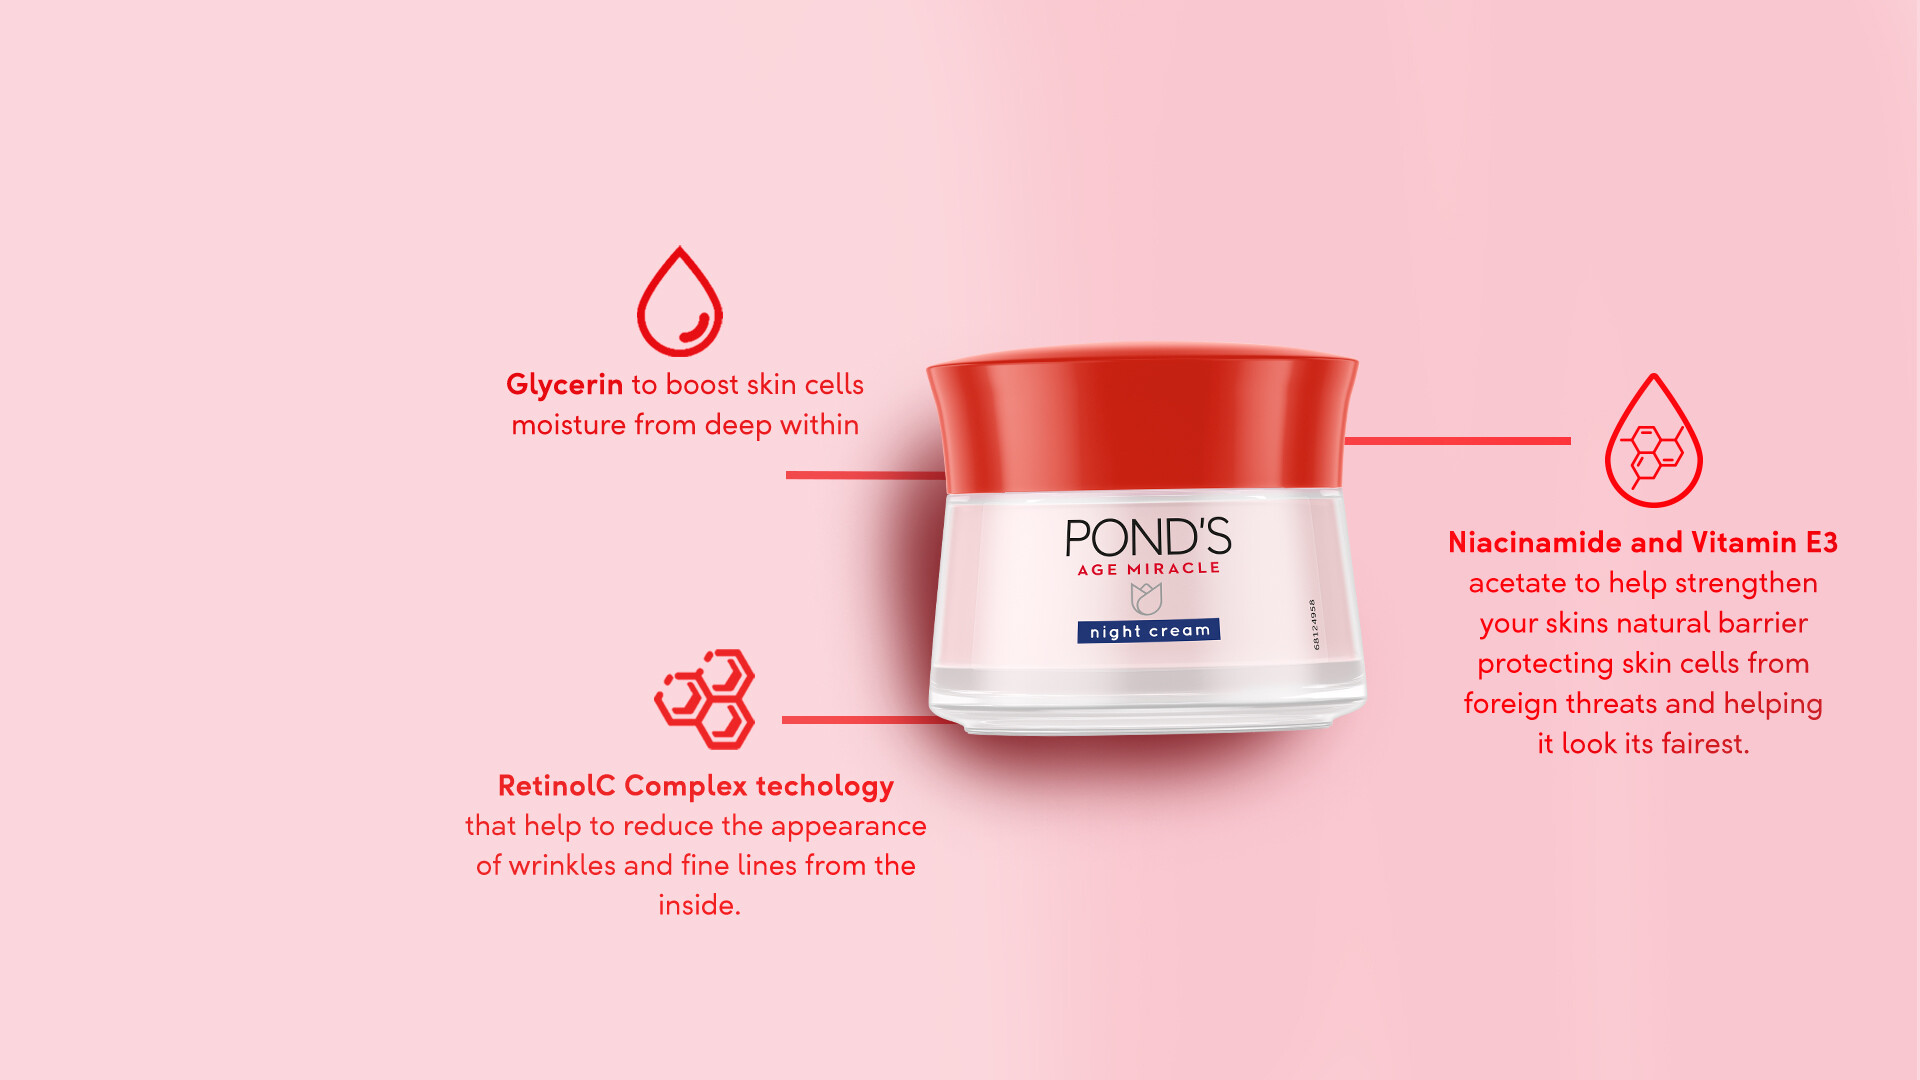 Glycerin to boost skin cells
moisture from deep within
RetinolC Complex techology
that help to reduce the appearance
of wrinkles and fine lines from the
inside.
POND'S
AGE MIRACLE
night cream
68124958
Niacinamide and Vitamin E3
acetate to help strengthen
your skins natural barrier
protecting skin cells from
foreign threats and helping
it look its fairest.